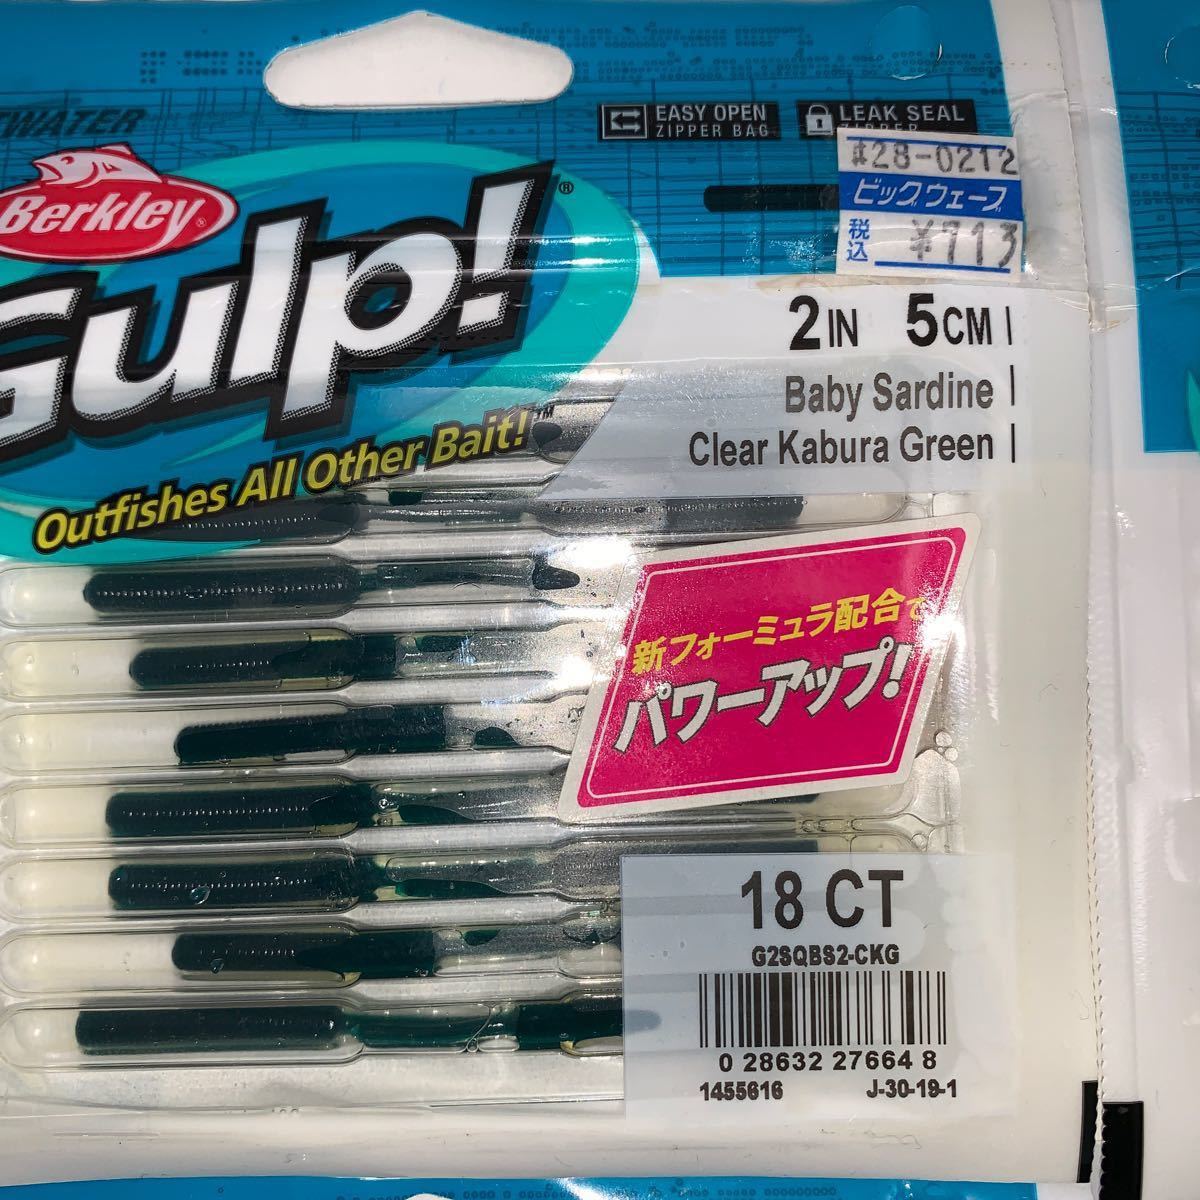 EASY OPEN
ZIPPER BAG
LEAK SEAL
Berkley®
Gulp!®
Outfishes All Other Bait!™
#28-0212
ビックウェーブ
税込 ¥713
2IN 5CM
Baby Sardine
Clear Kabura Green
新フォーミュラ配合で
パワーアップ!
18 CT
G2SQBS2-CKG
0 28632 27664 8
1455616 J-30-19-1